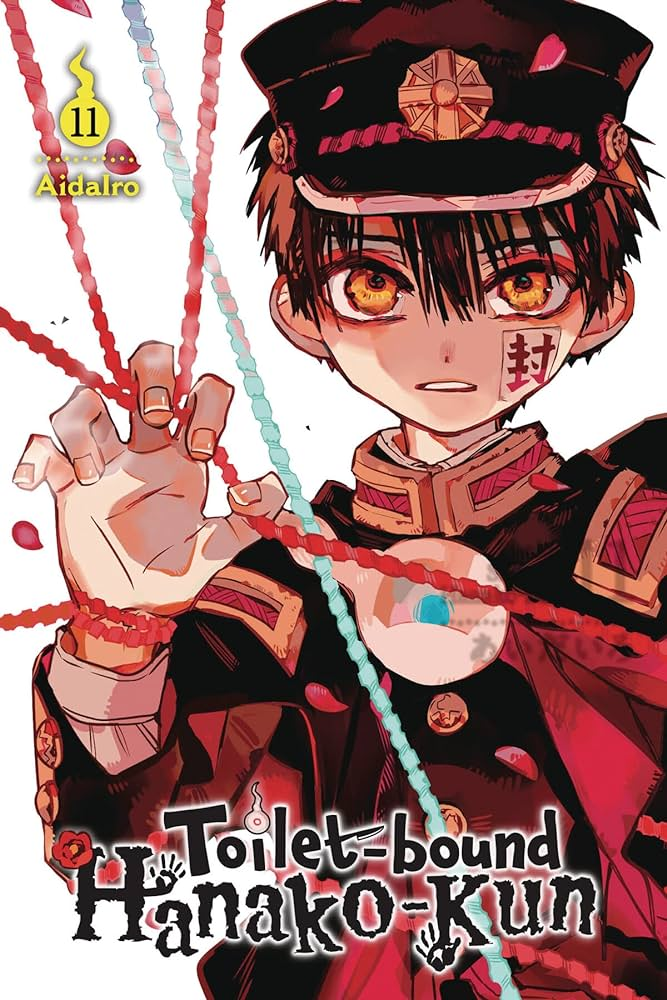 11
AidaIro
封
Toilet-bound
Hanako-Kun